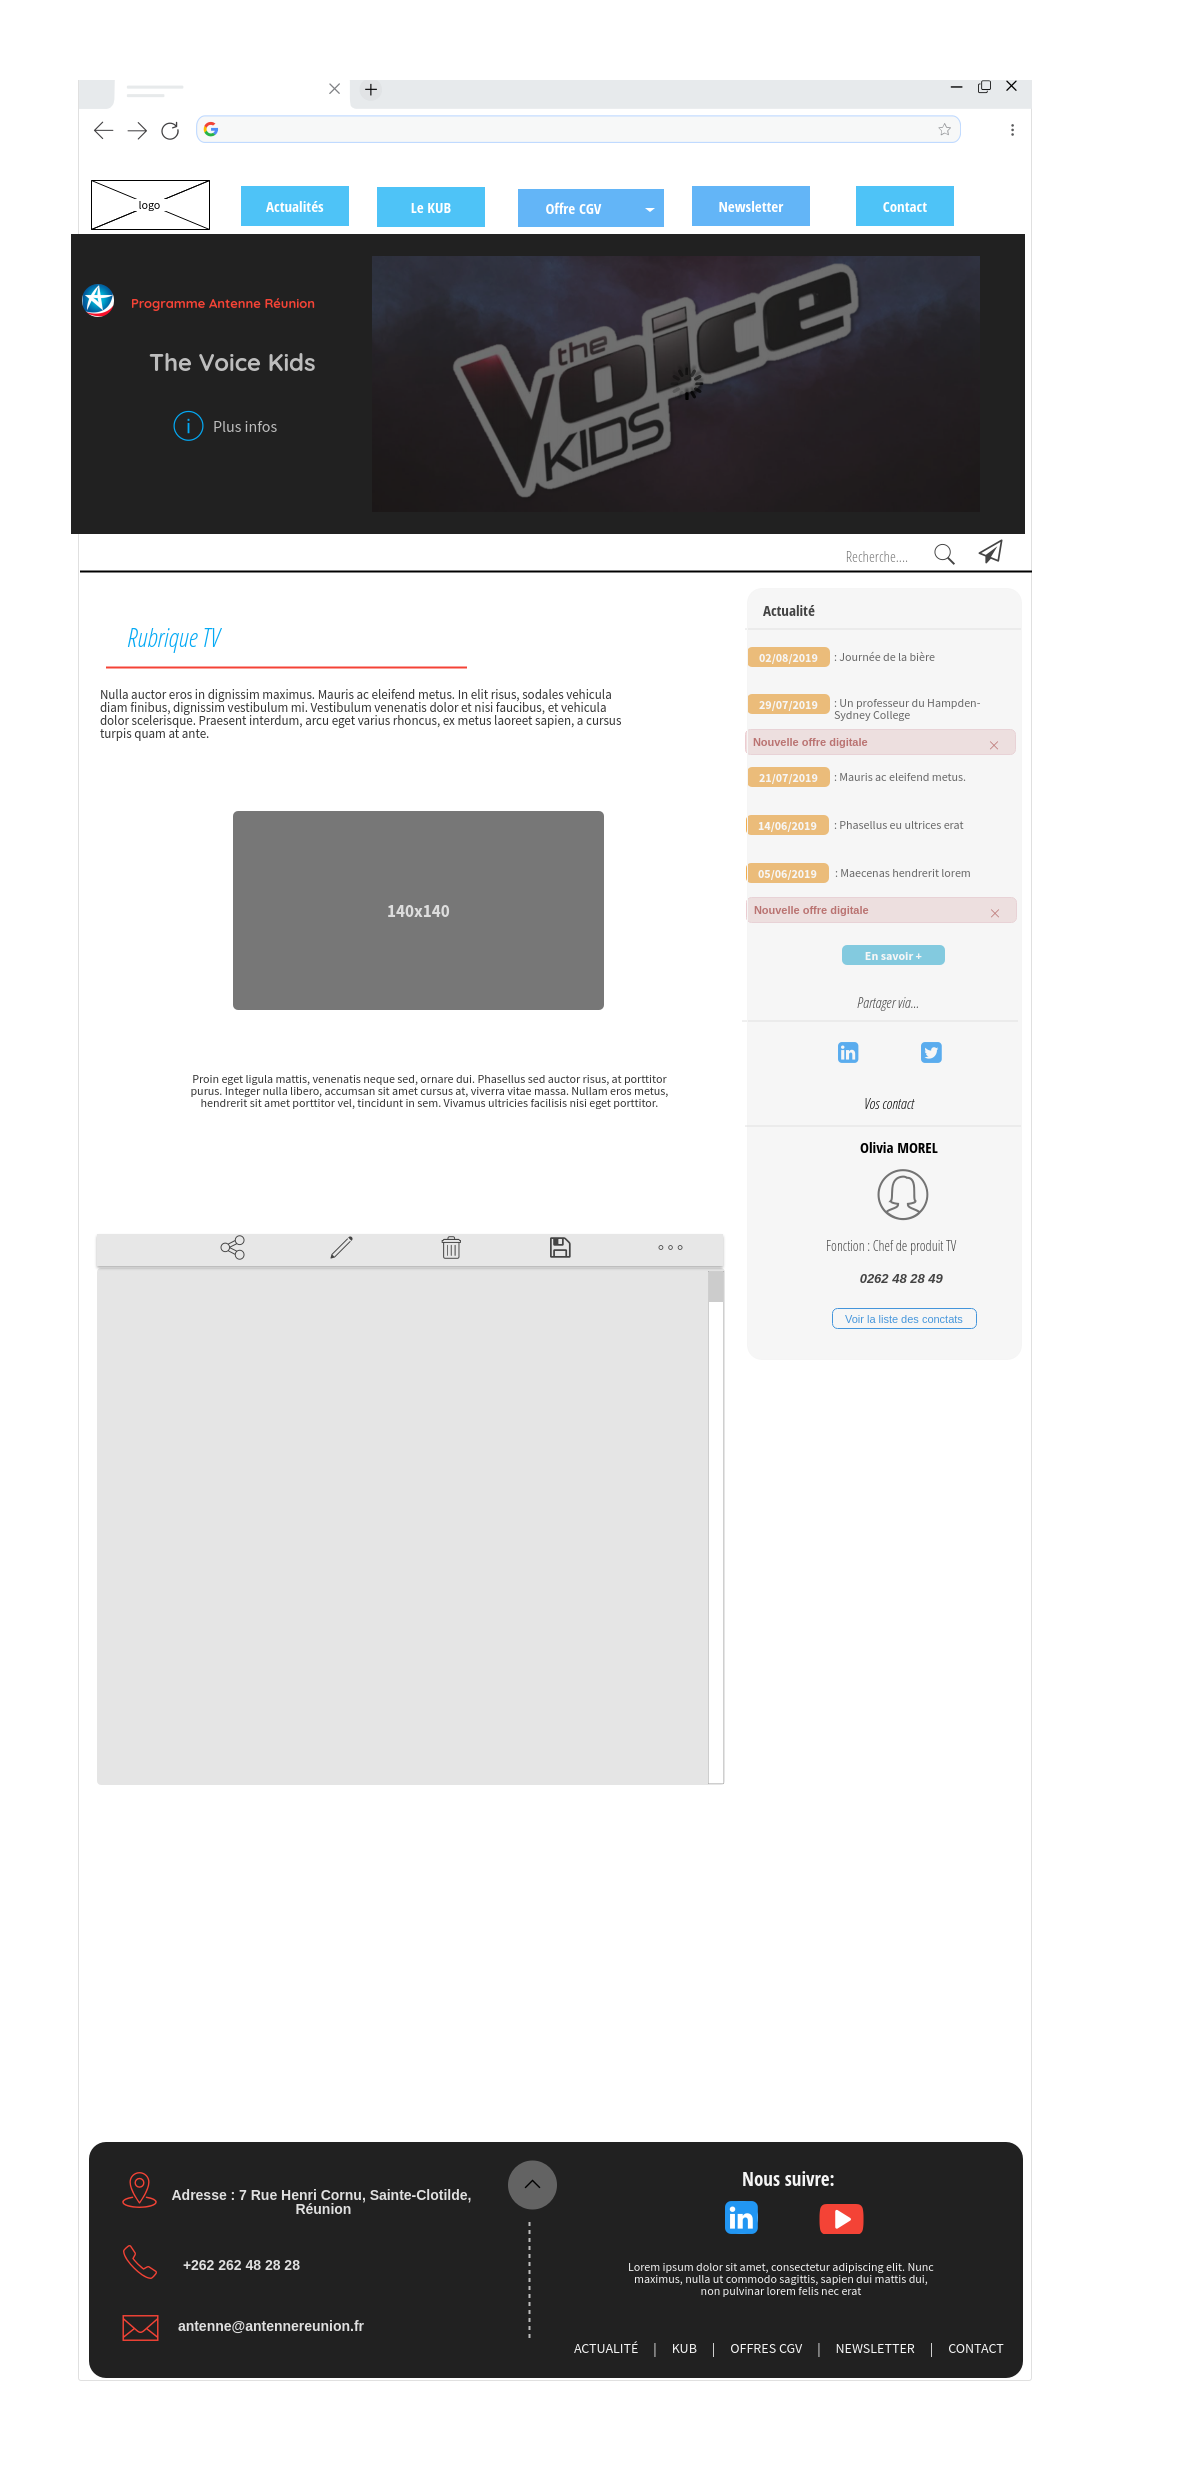 logo
Actualités
Le KUB
Offre CGV
Newsletter
Contact
Programme Antenne Réunion
The Voice Kids
Plus infos
the
Voice
KIDS
Recherche....
Rubrique TV
Nulla auctor eros in dignissim maximus. Mauris ac eleifend metus. In elit risus, sodales vehicula
diam finibus, dignissim vestibulum mi. Vestibulum venenatis dolor et nisi faucibus, et vehicula
dolor scelerisque. Praesent interdum, arcu eget varius rhoncus, ex metus laoreet sapien, a cursus
turpis quam at ante.
140x140
Proin eget ligula mattis, venenatis neque sed, ornare dui. Phasellus sed auctor risus, at porttitor
purus. Integer nulla libero, accumsan sit amet cursus at, viverra vitae massa. Nullam eros metus,
hendrerit sit amet porttitor vel, tincidunt in sem. Vivamus ultricies facilisis nisi eget porttitor.
Actualité
02/08/2019 : Journée de la bière
29/07/2019 : Un professeur du Hampden-
Sydney College
Nouvelle offre digitale
21/07/2019 : Mauris ac eleifend metus.
14/06/2019 : Phasellus eu ultrices erat
05/06/2019 : Maecenas hendrerit lorem
Nouvelle offre digitale
En savoir +
Partager via...
Vos contact
Olivia MOREL
Fonction : Chef de produit TV
0262 48 28 49
Voir la liste des conctats
Adresse : 7 Rue Henri Cornu, Sainte-Clotilde,
Réunion
+262 262 48 28 28
antenne@antennereunion.fr
Nous suivre:
Lorem ipsum dolor sit amet, consectetur adipiscing elit. Nunc
maximus, nulla ut commodo sagittis, sapien dui mattis dui,
non pulvinar lorem felis nec erat
ACTUALITÉ | KUB | OFFRES CGV | NEWSLETTER | CONTACT